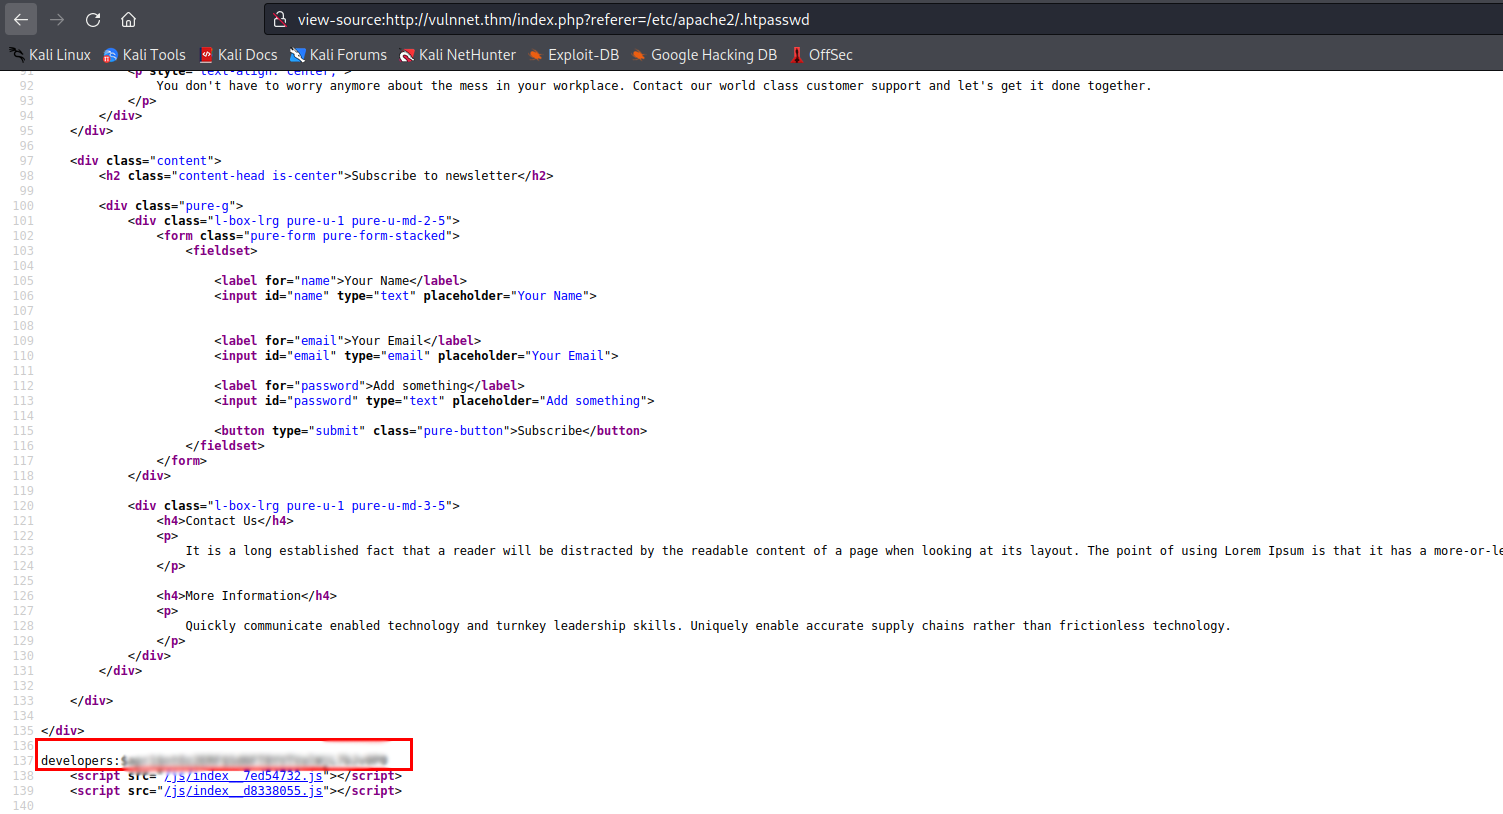 view-source:http://vulnnet.thm/index.php?referer=/etc/apache2/.htpasswd
Kali Linux Kali Tools Kali Docs Kali Forums Kali NetHunter Exploit-DB Google Hacking DB OffSec
91 <p style="text-align: center;">
92 You don't have to worry anymore about the mess in your workplace. Contact our world class customer support and let's get it done together.
93 </p>
94 </div>
95 </div>
96
97 <div class="content">
98 <h2 class="content-head is-center">Subscribe to newsletter</h2>
99
100 <div class="pure-g">
101 <div class="l-box-lrg pure-u-1 pure-u-md-2-5">
102 <form class="pure-form pure-form-stacked">
103 <fieldset>
104
105 <label for="name">Your Name</label>
106 <input id="name" type="text" placeholder="Your Name">
107
108
109 <label for="email">Your Email</label>
110 <input id="email" type="email" placeholder="Your Email">
111
112 <label for="password">Add something</label>
113 <input id="password" type="text" placeholder="Add something">
114
115 <button type="submit" class="pure-button">Subscribe</button>
116 </fieldset>
117 </form>
118 </div>
119
120 <div class="l-box-lrg pure-u-1 pure-u-md-3-5">
121 <h4>Contact Us</h4>
122 <p>
123 It is a long established fact that a reader will be distracted by the readable content of a page when looking at its layout. The point of using Lorem Ipsum is that it has a more-or-le
124 </p>
125
126 <h4>More Information</h4>
127 <p>
128 Quickly communicate enabled technology and turnkey leadership skills. Uniquely enable accurate supply chains rather than frictionless technology.
129 </p>
130 </div>
131 </div>
132
133 </div>
134
135 </div>
136
137 developers:
138 <script src="/js/index__7ed54732.js"></script>
139 <script src="/js/index__d8338055.js"></script>
140